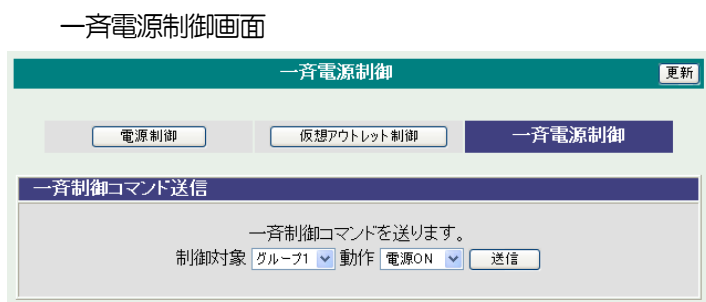 一斉電源制御画面
一斉電源制御 更新
電源制御 仮想アウトレット制御 一斉電源制御
一斉制御コマンド送信
一斉制御コマンドを送ります。
制御対象 グループ1 動作 電源ON 送信